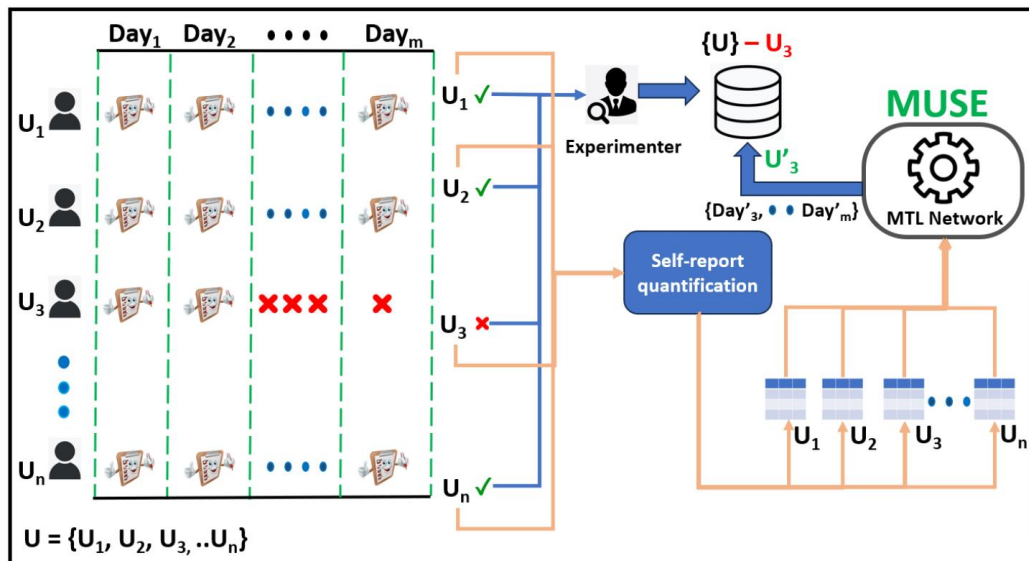 Day1 Day2 Daym
U1
U2
U3
Un
U = {U1, U2, U3, ..Un}
U1 ✓
U2 ✓
U3 ×
Un ✓
Experimenter
{U} – U3
U'3
{Day'3, •• Day'm}
MUSE
MTL Network
Self-report
quantification
U1 U2 U3 Un